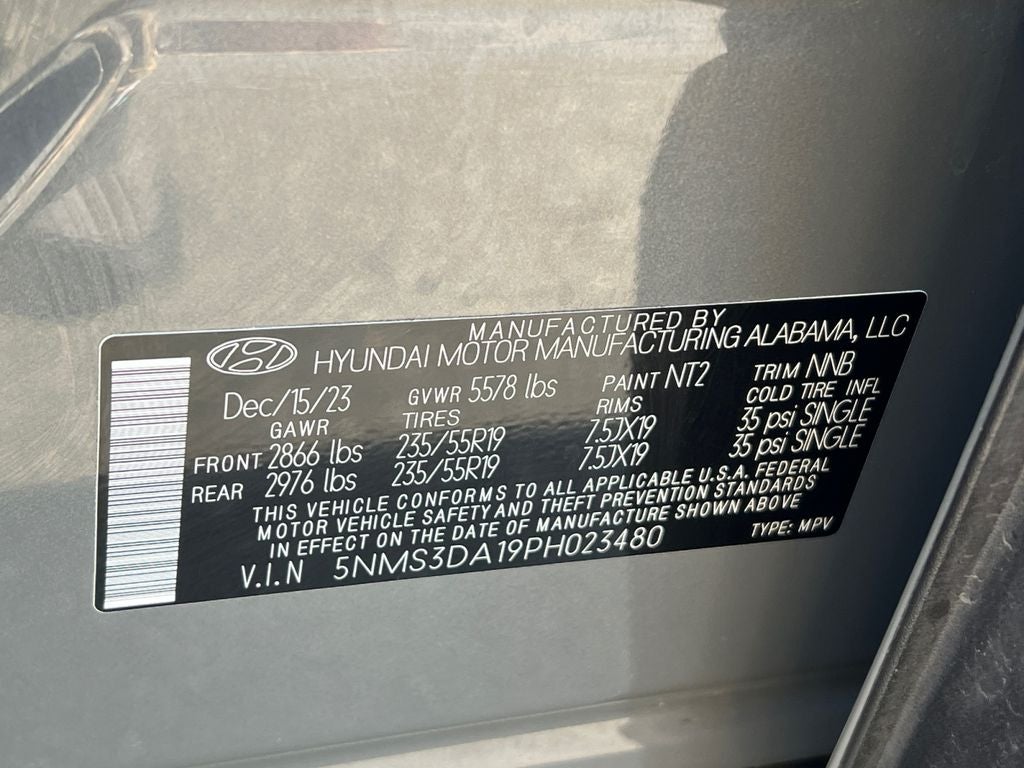 MANUFACTURED BY
HYUNDAI MOTOR MANUFACTURING ALABAMA, LLC
Dec/15/23 GVWR 5578 lbs PAINT NT2 TRIM NNB
GAWR TIRES RIMS COLD TIRE INFL
FRONT 2866 lbs 235/55R19 7.5JX19 35 psi SINGLE
REAR 2976 lbs 235/55R19 7.5JX19 35 psi SINGLE
THIS VEHICLE CONFORMS TO ALL APPLICABLE U.S.A. FEDERAL
MOTOR VEHICLE SAFETY AND THEFT PREVENTION STANDARDS
IN EFFECT ON THE DATE OF MANUFACTURE SHOWN ABOVE
V.I.N 5NMS3DA19PH023480 TYPE: MPV